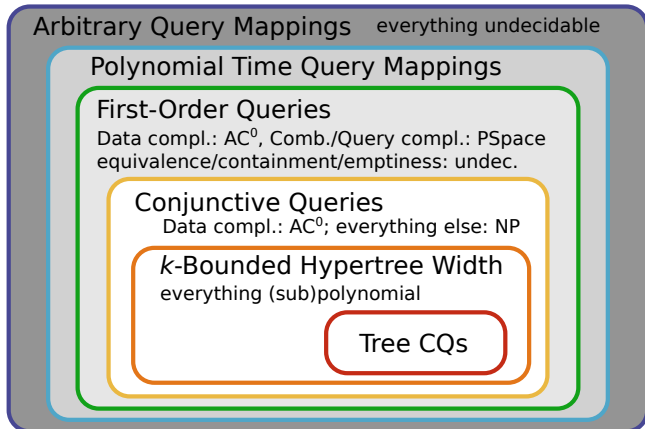 Arbitrary Query Mappings everything undecidable
Polynomial Time Query Mappings
First-Order Queries
Data compl.: AC⁰, Comb./Query compl.: PSpace
equivalence/containment/emptiness: undec.
Conjunctive Queries
Data compl.: AC⁰; everything else: NP
k-Bounded Hypertree Width
everything (sub)polynomial
Tree CQs